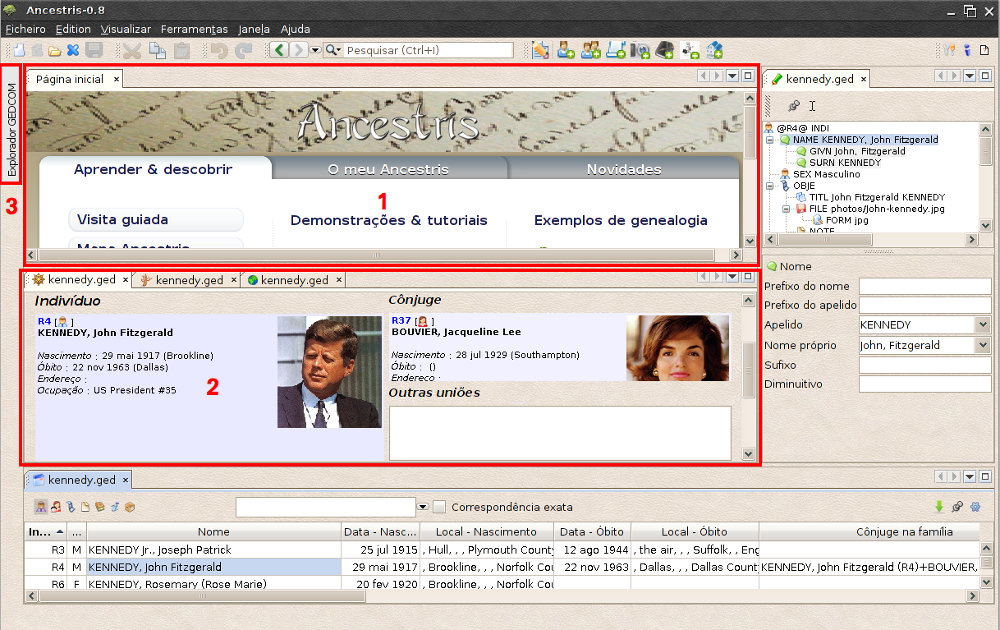 Ancestris-0.8
Ficheiro Edition Visualizar Ferramentas Janela Ajuda
Pesquisar (Ctrl+I)
Explorador GEDCOM
3
Página inicial
Ancestris
Aprender & descobrir
O meu Ancestris
Novidades
1
Visita guiada
Demonstrações & tutoriais
Exemplos de genealogia
Mapa Ancestris
kennedy.ged
kennedy.ged
kennedy.ged
Indivíduo
R4 [ ]
KENNEDY, John Fitzgerald
Nascimento : 29 mai 1917 (Brookline)
Óbito : 22 nov 1963 (Dallas)
Endereço :
Ocupação : US President #35
2
Cônjuge
R37 [ ]
BOUVIER, Jacqueline Lee
Nascimento : 28 jul 1929 (Southampton)
Óbito : ()
Endereço :
Outras uniões
kennedy.ged
@R4@ INDI
NAME KENNEDY, John Fitzgerald
GIVN John, Fitzgerald
SURN KENNEDY
SEX Masculino
OBJE
TITL John Fitzgerald KENNEDY
FILE photos/John-kennedy.jpg
FORM jpg
NOTE
Nome
Prefixo do nome
Prefixo do apelido
Apelido KENNEDY
Nome próprio John, Fitzgerald
Sufixo
Diminuitivo
kennedy.ged
Correspondência exata
In... ... Nome Data - Nasc... Local - Nascimento Data - Óbito Local - Óbito Cônjuge na família
R3 M KENNEDY Jr., Joseph Patrick 25 jul 1915 , Hull, , , Plymouth County 12 ago 1944 , the air, , , Suffolk, , Eng
R4 M KENNEDY, John Fitzgerald 29 mai 1917 , Brookline, , , Norfolk Cou 22 nov 1963 , Dallas, , , Dallas County KENNEDY, John Fitzgerald (R4)+BOUVIER,
R6 F KENNEDY, Rosemary (Rose Marie) 20 fev 1920 , Brookline, , , Norfolk Cou